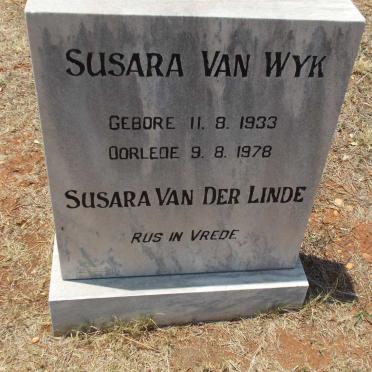 SUSARA VAN WYK
GEBORE 11. 8. 1933
OORLEDE 9. 8. 1978
SUSARA VAN DER LINDE
RUS IN VREDE